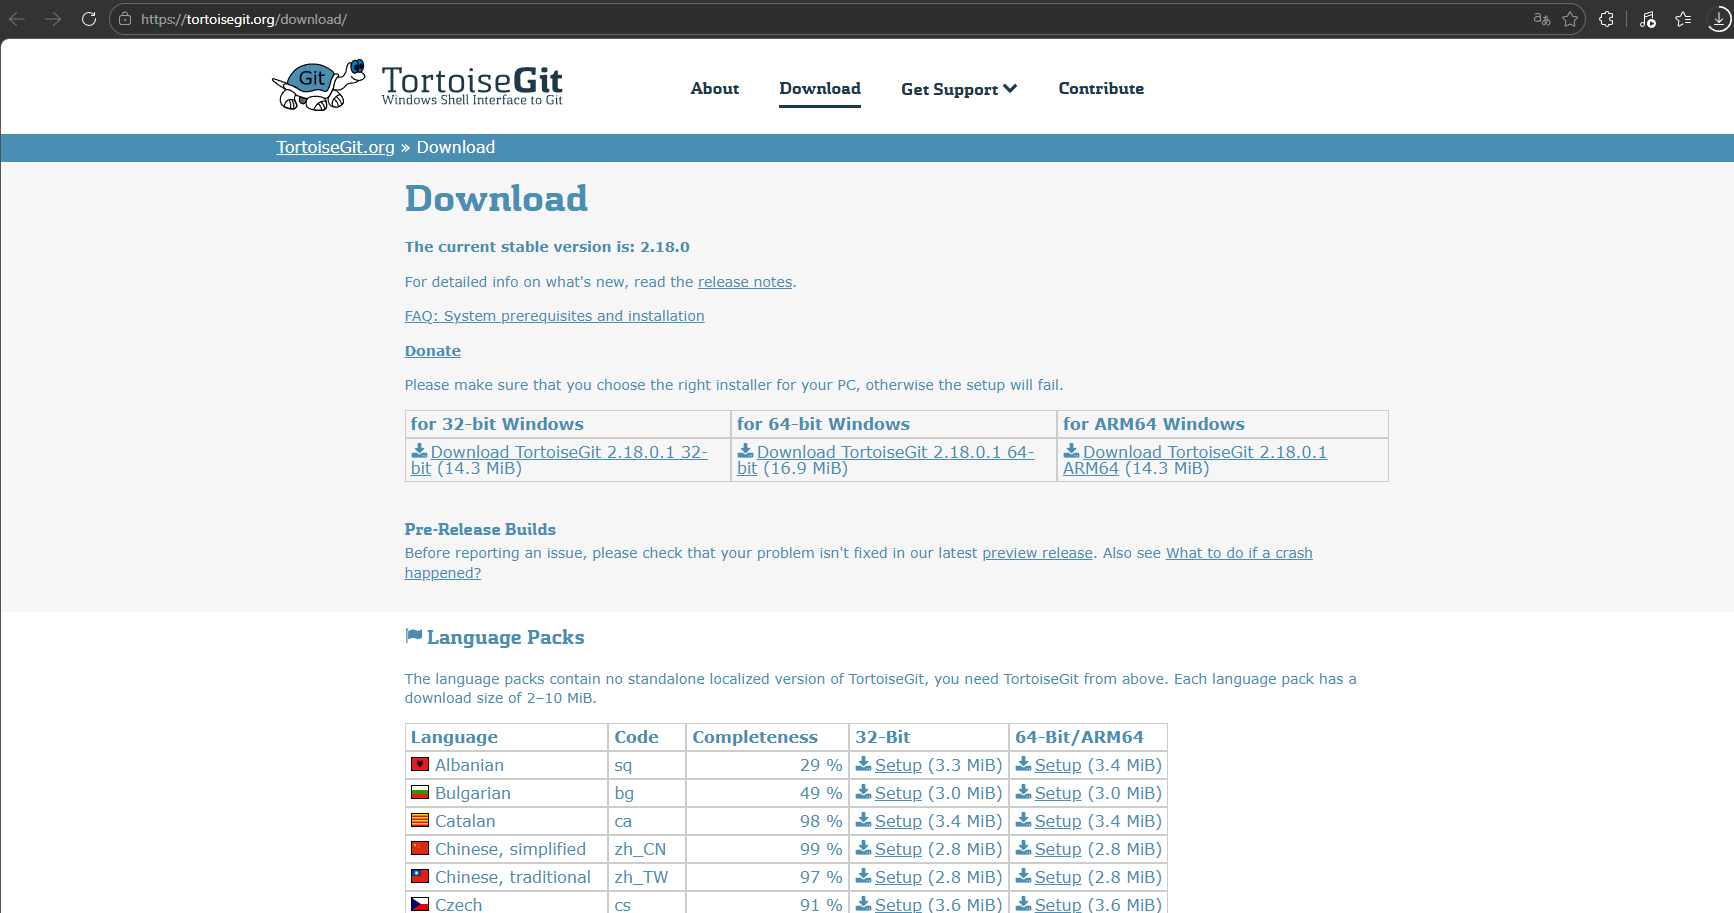 https://tortoisegit.org/download/
Git
TortoiseGit
Windows Shell Interface to Git
About
Download
Get Support
Contribute
TortoiseGit.org » Download
Download
The current stable version is: 2.18.0
For detailed info on what's new, read the release notes.
FAQ: System prerequisites and installation
Donate
Please make sure that you choose the right installer for your PC, otherwise the setup will fail.
for 32-bit Windows for 64-bit Windows for ARM64 Windows
Download TortoiseGit 2.18.0.1 32- Download TortoiseGit 2.18.0.1 64- Download TortoiseGit 2.18.0.1
bit (14.3 MiB) bit (16.9 MiB) ARM64 (14.3 MiB)
Pre-Release Builds
Before reporting an issue, please check that your problem isn't fixed in our latest preview release. Also see What to do if a crash
happened?
Language Packs
The language packs contain no standalone localized version of TortoiseGit, you need TortoiseGit from above. Each language pack has a
download size of 2–10 MiB.
Language Code Completeness 32-Bit 64-Bit/ARM64
Albanian sq 29 % Setup (3.3 MiB) Setup (3.4 MiB)
Bulgarian bg 49 % Setup (3.0 MiB) Setup (3.0 MiB)
Catalan ca 98 % Setup (3.4 MiB) Setup (3.4 MiB)
Chinese, simplified zh_CN 99 % Setup (2.8 MiB) Setup (2.8 MiB)
Chinese, traditional zh_TW 97 % Setup (2.8 MiB) Setup (2.8 MiB)
Czech cs 91 % Setup (3.6 MiB) Setup (3.6 MiB)